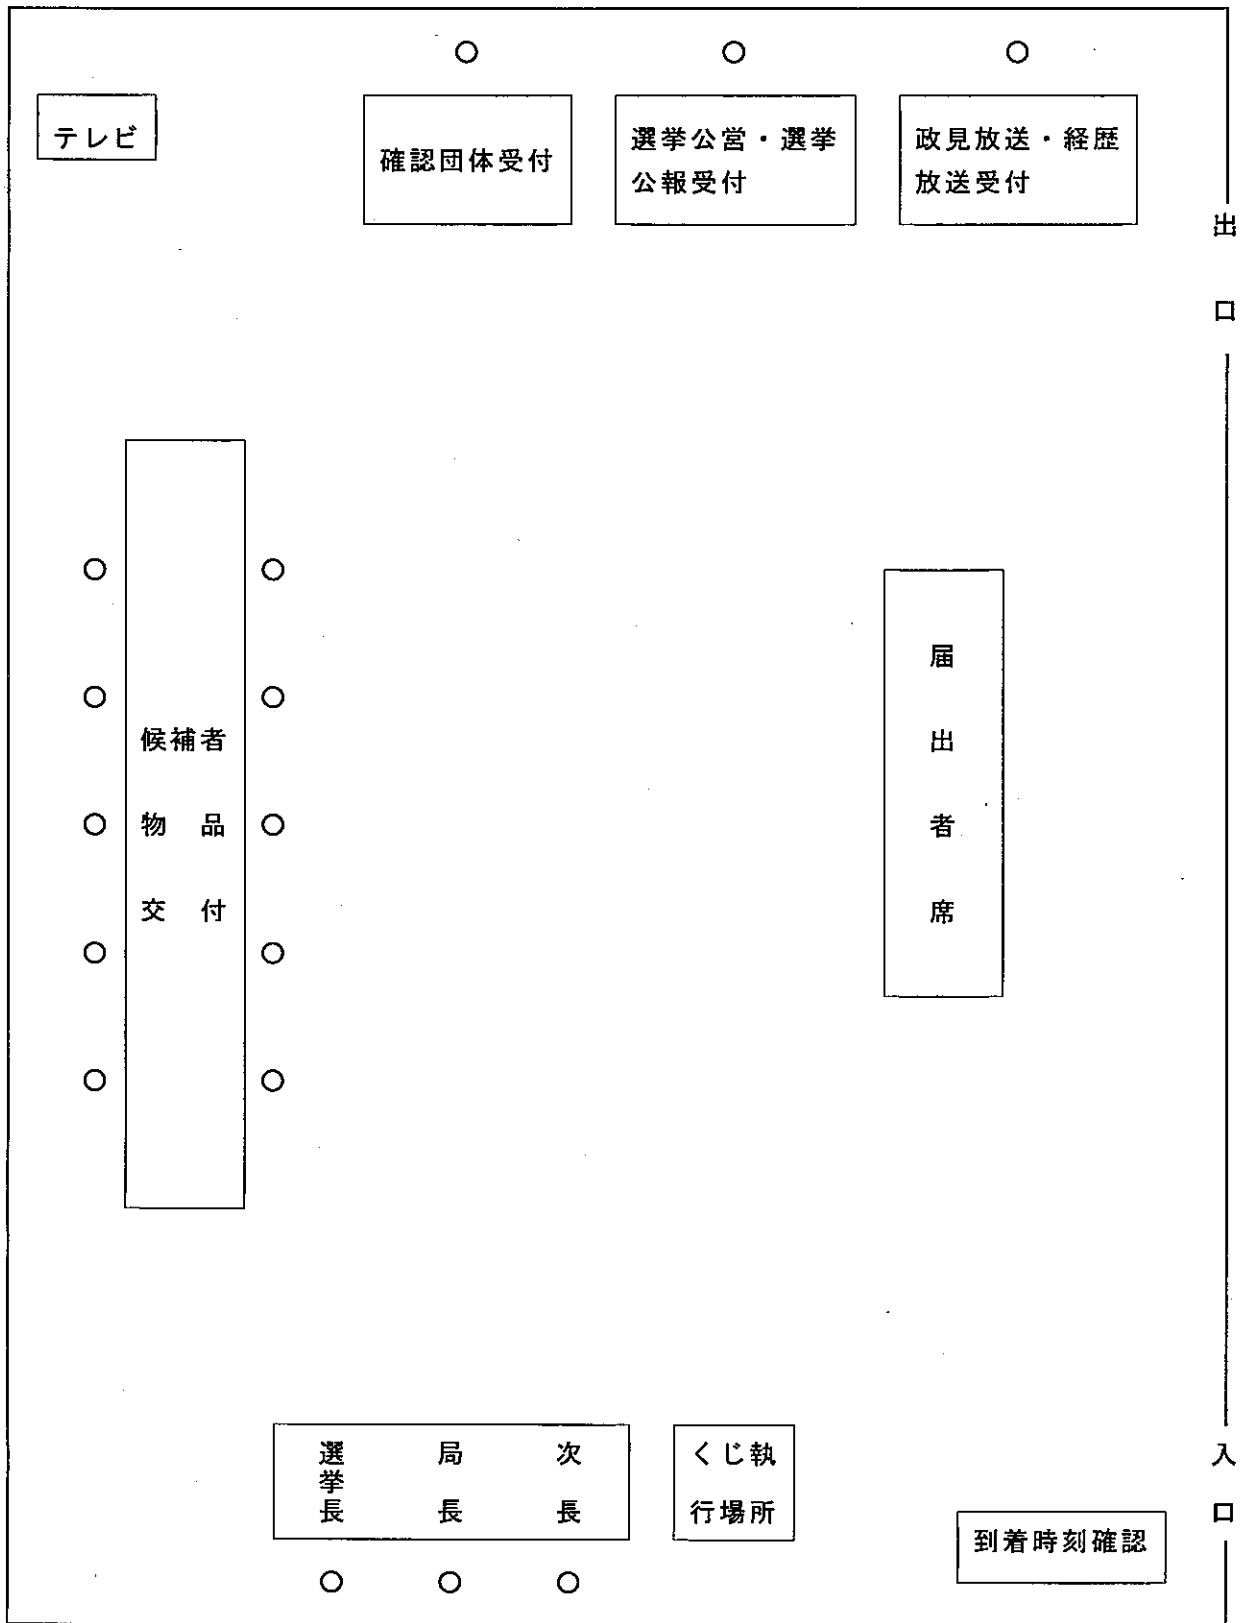 テレビ
確認団体受付
選挙公営・選挙
公報受付
政見放送・経歴
放送受付
出口
候補者
物品
交付
届出者席
選挙長
局長
次長
くじ執
行場所
入口
到着時刻確認